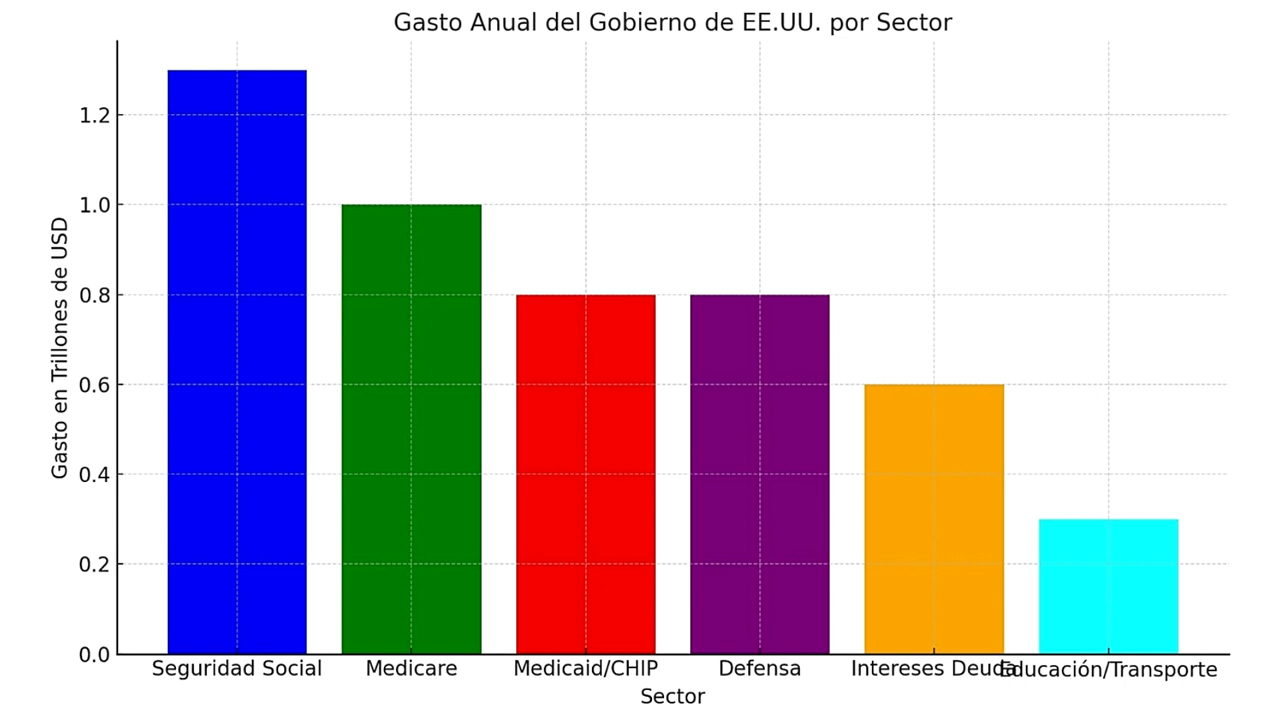 Gasto Anual del Gobierno de EE.UU. por Sector
Gasto en Trillones de USD
1.2
1.0
0.8
0.6
0.4
0.2
0.0
Seguridad Social Medicare Medicaid/CHIP Defensa Intereses Deuda Educación/Transporte
Sector